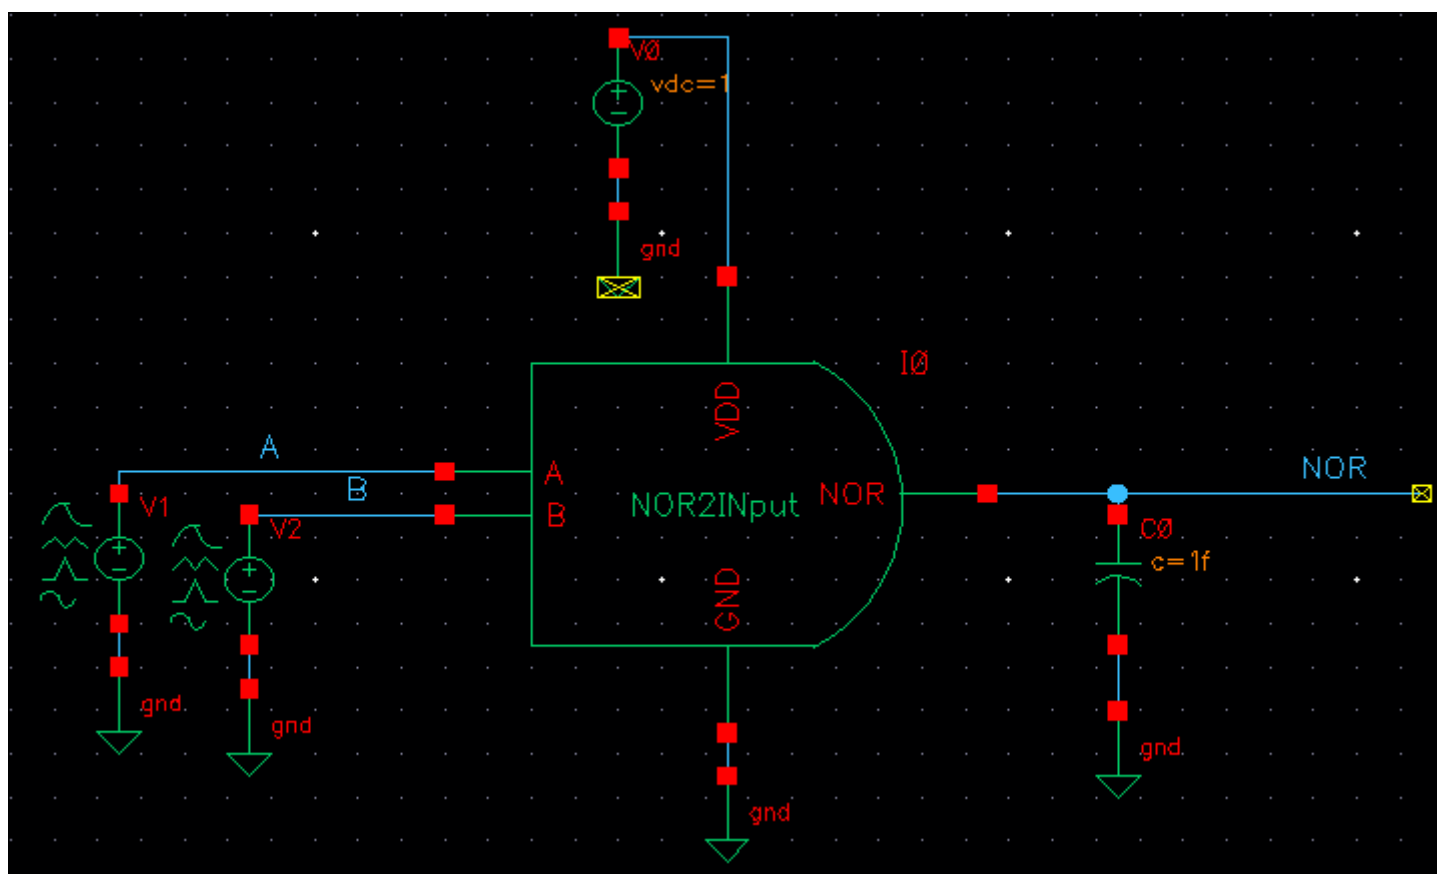 V0
vdc=1
gnd
I0
VDD
A
NOR
B
A
V1
B
NOR2INput
NOR
V2
C0
c=1f
GND
gnd
gnd
gnd
gnd